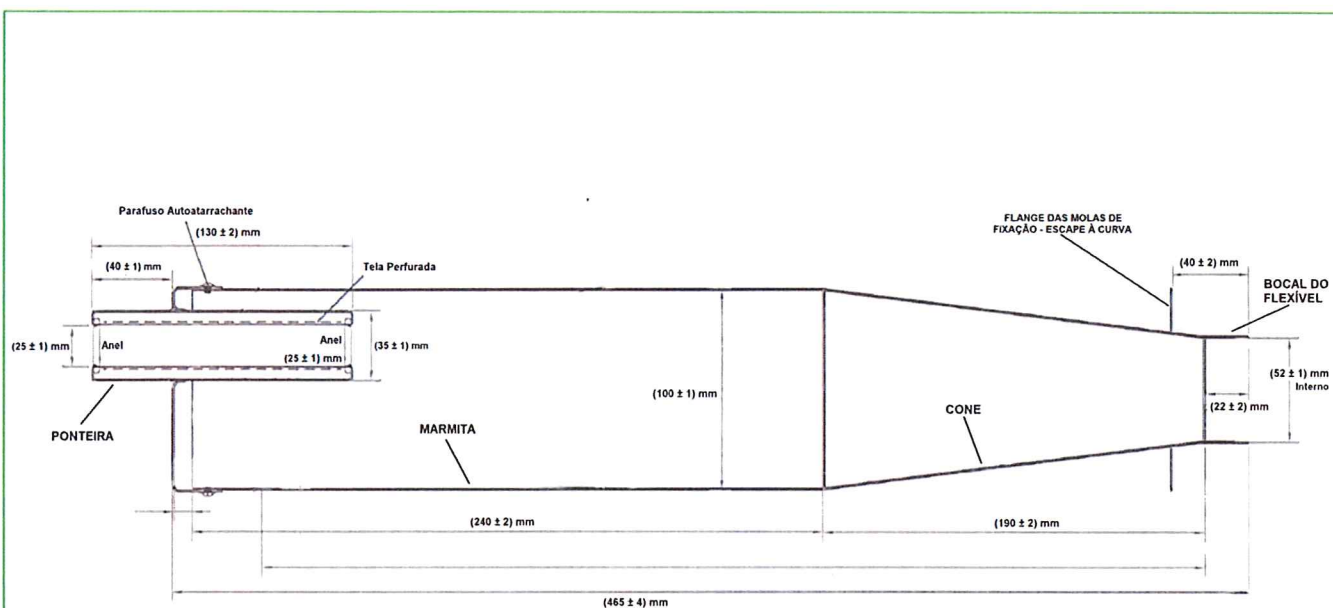 Parafuso Autoatarrachante
(130 ± 2) mm
(40 ± 1) mm
Tela Perfurada
FLANGE DAS MOLAS DE
FIXAÇÃO - ESCAPE À CURVA
(40 ± 2) mm
BOCAL DO
FLEXÍVEL
(25 ± 1) mm
Anel
Anel
(25 ± 1) mm
(35 ± 1) mm
(100 ± 1) mm
(52 ± 1) mm
Interno
(22 ± 2) mm
PONTEIRA
MARMITA
CONE
(240 ± 2) mm
(190 ± 2) mm
(465 ± 4) mm